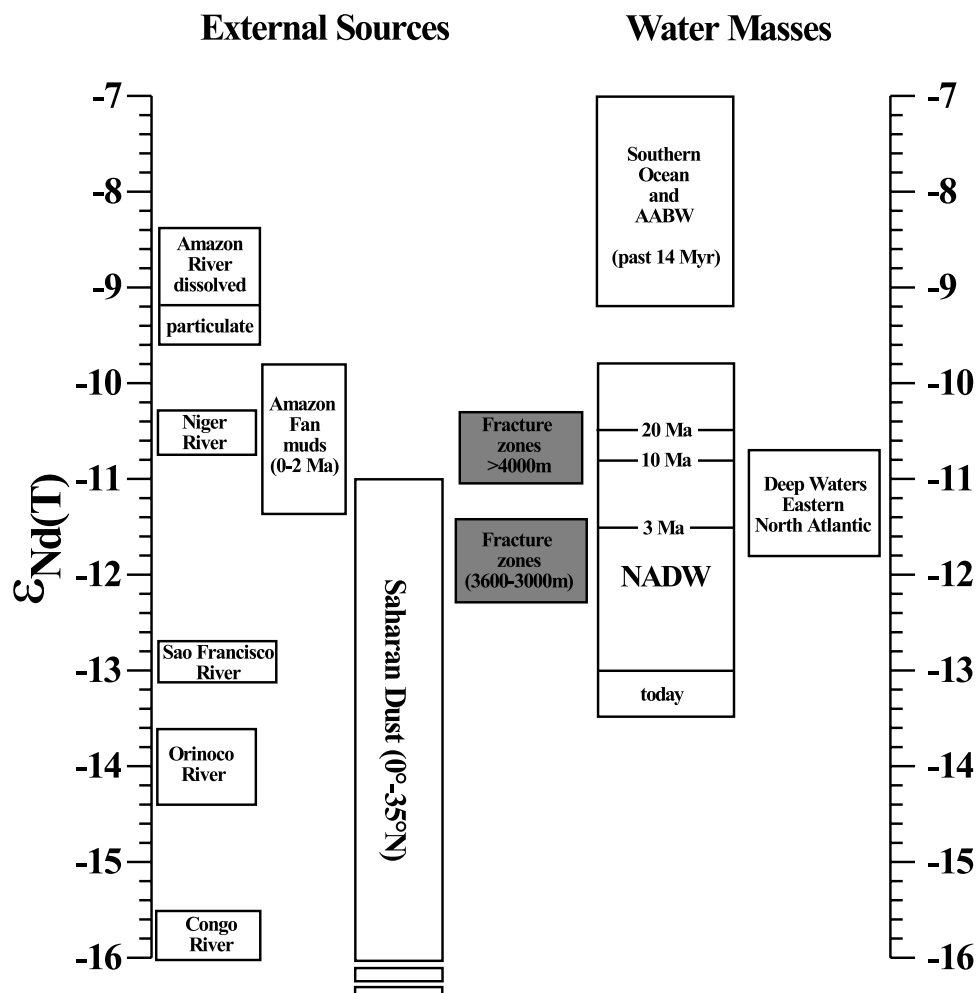 External Sources
Water Masses
εNd(T)
-7
-8
-9
-10
-11
-12
-13
-14
-15
-16
Amazon
River
dissolved
particulate
Niger
River
Sao Francisco
River
Orinoco
River
Congo
River
Amazon
Fan
muds
(0-2 Ma)
Saharan Dust (0°-35°N)
Fracture
zones
>4000m
Fracture
zones
(3600-3000m)
Southern
Ocean
and
AABW
(past 14 Myr)
20 Ma
10 Ma
3 Ma
NADW
today
Deep Waters
Eastern
North Atlantic
-7
-8
-9
-10
-11
-12
-13
-14
-15
-16